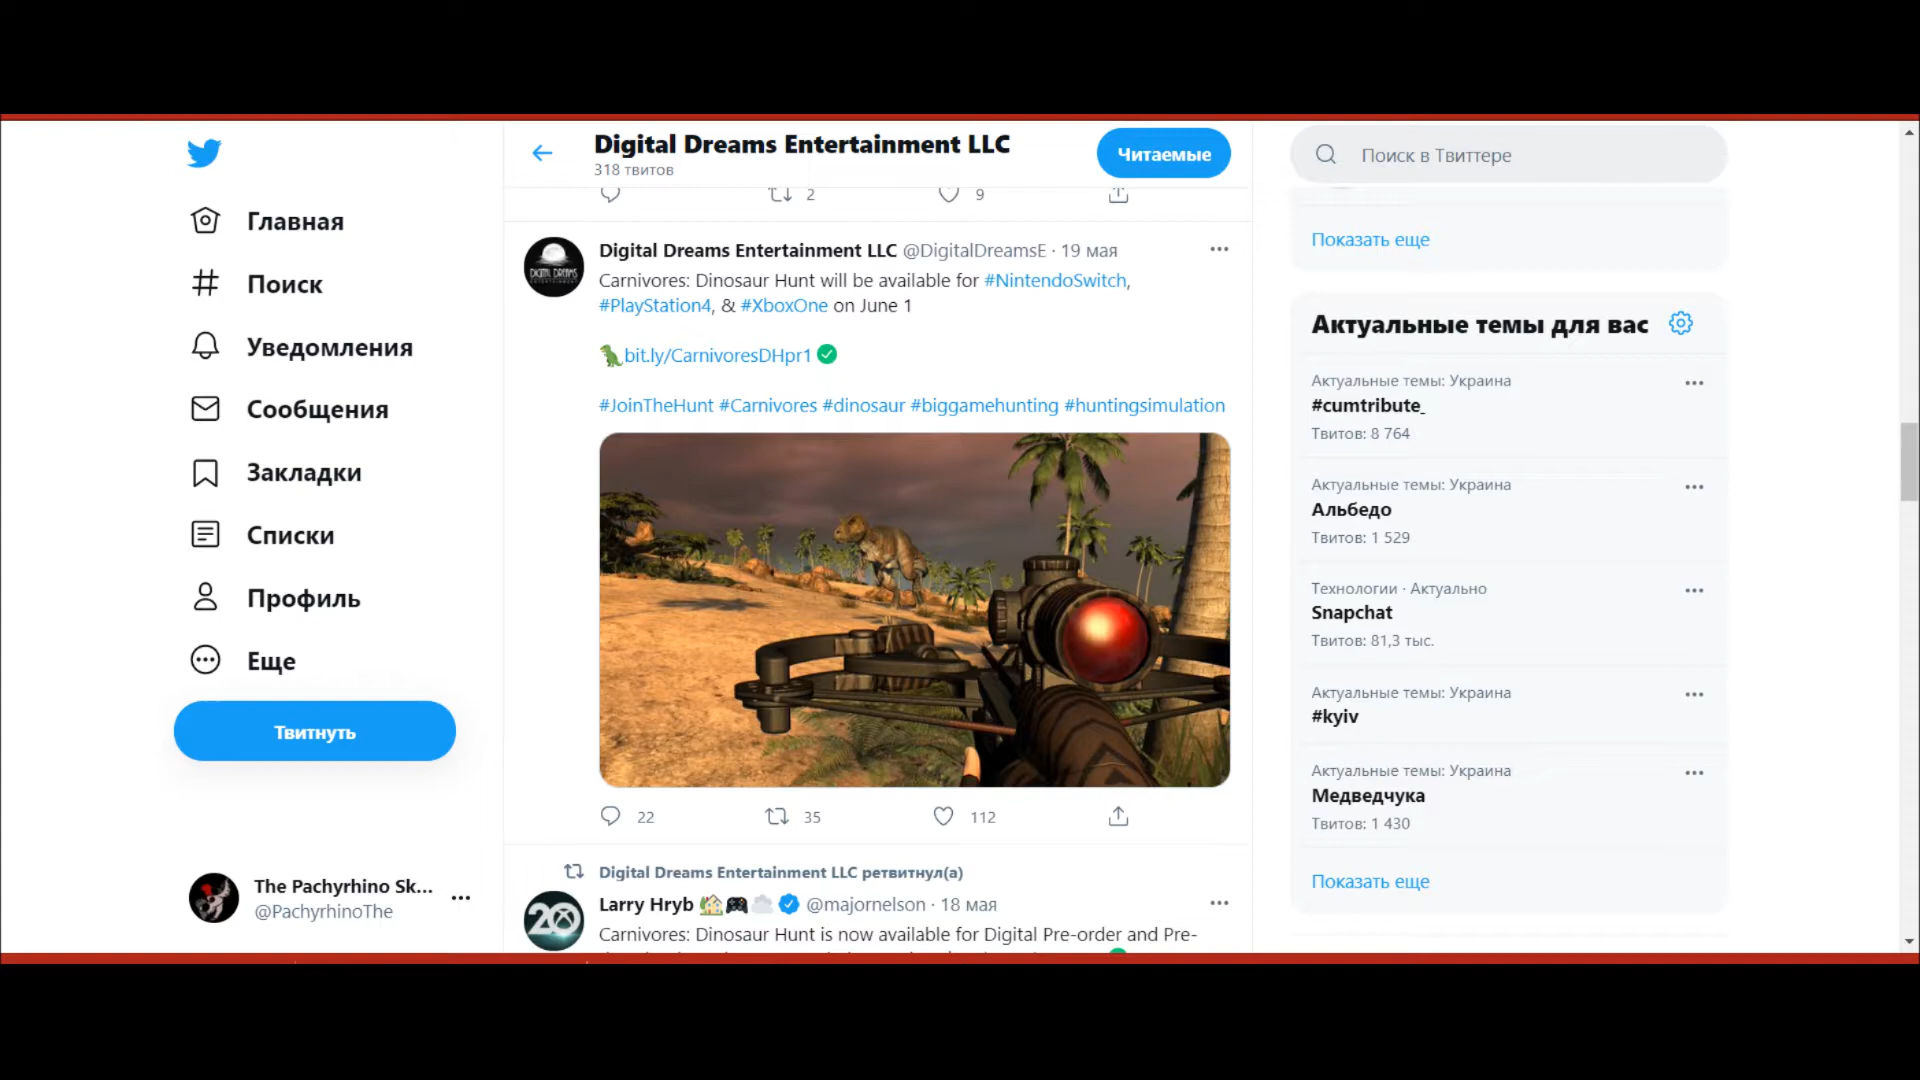 Главная
Поиск
Уведомления
Сообщения
Закладки
Списки
Профиль
Еще
Твитнуть
The Pachyrhino Sk...
@PachyrhinoThe
Digital Dreams Entertainment LLC
318 твитов
Читаемые
2 9
DIGITAL DREAMS
Digital Dreams Entertainment LLC @DigitalDreamsE · 19 мая
Carnivores: Dinosaur Hunt will be available for #NintendoSwitch,
#PlayStation4, & #XboxOne on June 1
bit.ly/CarnivoresDHpr1
#JoinTheHunt #Carnivores #dinosaur #biggamehunting #huntingsimulation
22 35 112
Digital Dreams Entertainment LLC ретвитнул(а)
20
Larry Hryb @majornelson · 18 мая
Carnivores: Dinosaur Hunt is now available for Digital Pre-order and Pre-
Поиск в Твиттере
Показать еще
Актуальные темы для вас
Актуальные темы: Украина
#cumtribute_
Твитов: 8 764
Актуальные темы: Украина
Альбедо
Твитов: 1 529
Технологии · Актуально
Snapchat
Твитов: 81,3 тыс.
Актуальные темы: Украина
#kyiv
Актуальные темы: Украина
Медведчука
Твитов: 1 430
Показать еще